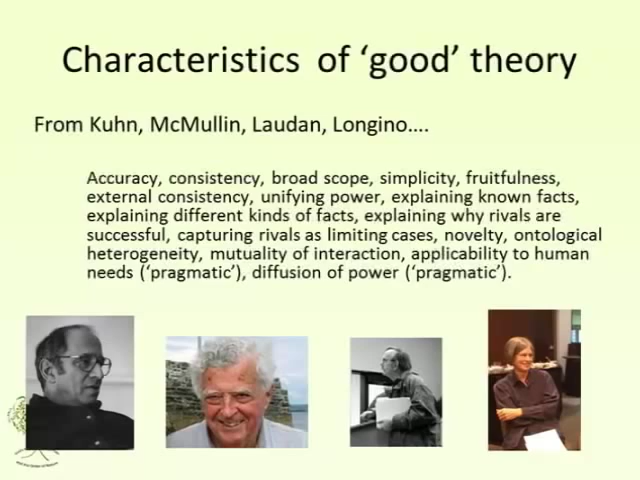 Characteristics of ‘good’ theory
From Kuhn, McMullin, Laudan, Longino….
Accuracy, consistency, broad scope, simplicity, fruitfulness,
external consistency, unifying power, explaining known facts,
explaining different kinds of facts, explaining why rivals are
successful, capturing rivals as limiting cases, novelty, ontological
heterogeneity, mutuality of interaction, applicability to human
needs (‘pragmatic’), diffusion of power (‘pragmatic’).